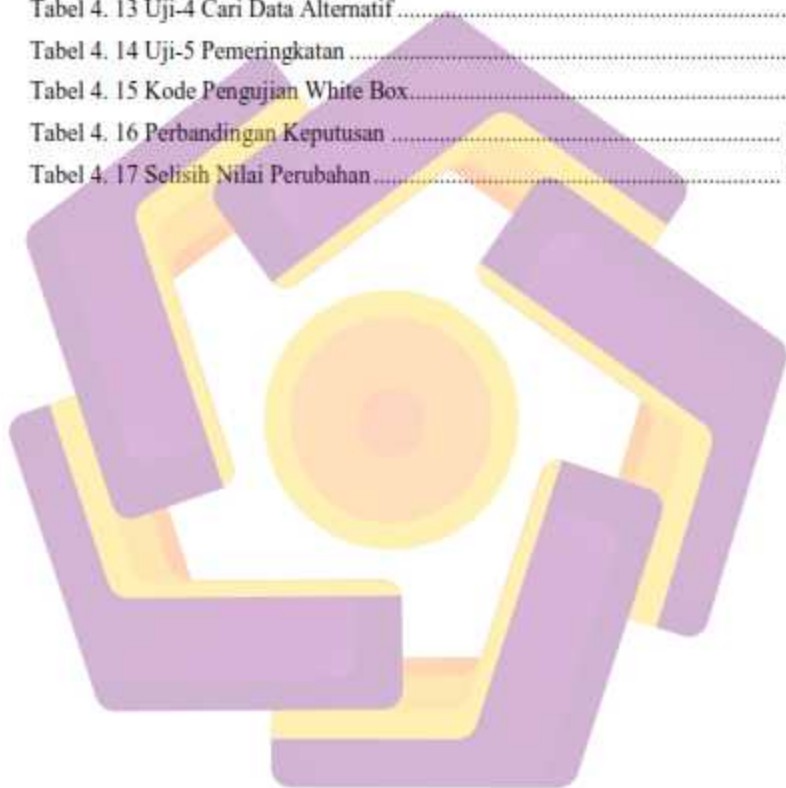 Tabel 4. 13 Uji-4 Cari Data Alternatif ........................................................................
Tabel 4. 14 Uji-5 Pemeringkatan ................................................................................
Tabel 4. 15 Kode Pengujian White Box.....................................................................
Tabel 4. 16 Perbandingan Keputusan ........................................................................
Tabel 4. 17 Selisih Nilai Perubahan...........................................................................